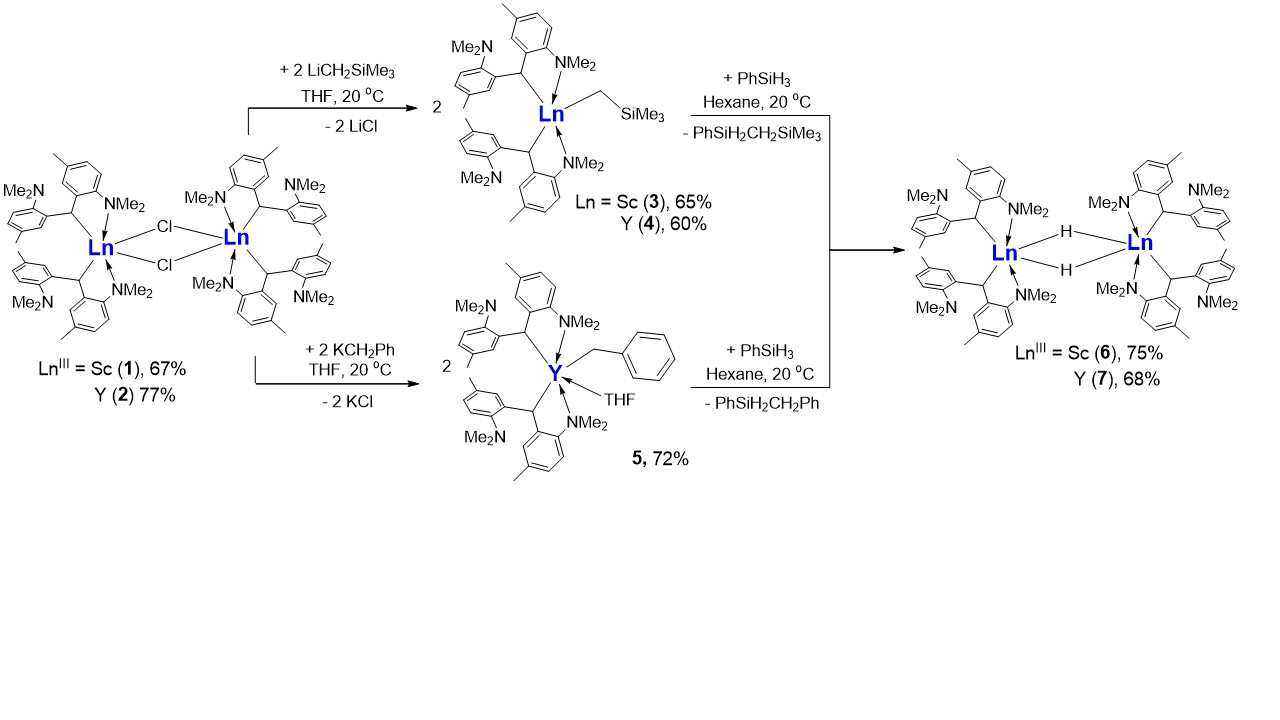 + 2 LiCH2SiMe3
THF, 20 °C
- 2 LiCl
2
Me2N
NMe2
Ln
SiMe3
NMe2
Me2N
Ln = Sc (3), 65%
Y (4), 60%
+ PhSiH3
Hexane, 20 °C
- PhSiH2CH2SiMe3
Me2N
NMe2
Ln
Cl
Cl
NMe2
Me2N
Me2N
NMe2
Ln
Me2N
NMe2
LnIII = Sc (1), 67%
Y (2) 77%
+ 2 KCH2Ph
THF, 20 °C
- 2 KCl
2
Me2N
NMe2
Y
THF
NMe2
Me2N
5, 72%
+ PhSiH3
Hexane, 20 °C
- PhSiH2CH2Ph
Me2N
NMe2
Ln
H
H
NMe2
Me2N
Me2N
NMe2
Ln
Me2N
NMe2
LnIII = Sc (6), 75%
Y (7), 68%